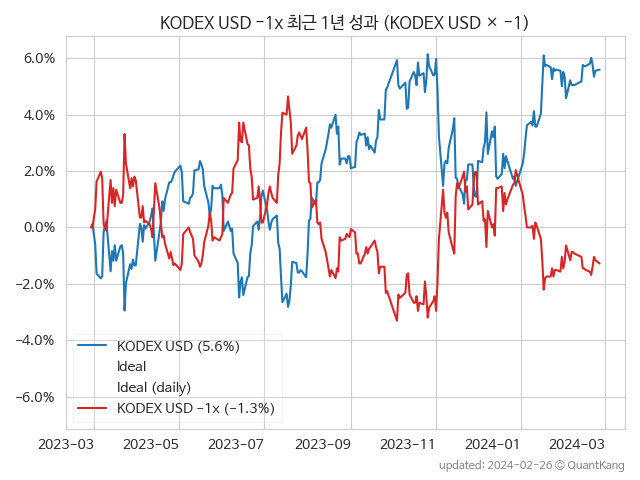 KODEX USD −1x 최근 1년 성과 (KODEX USD × −1)
6.0%
4.0%
2.0%
0.0%
−2.0%
−4.0%
−6.0%
KODEX USD (5.6%)
Ideal
Ideal (daily)
KODEX USD −1x (−1.3%)
2023−03 2023−05 2023−07 2023−09 2023−11 2024−01 2024−03
updated: 2024−02−26 © QuantKang